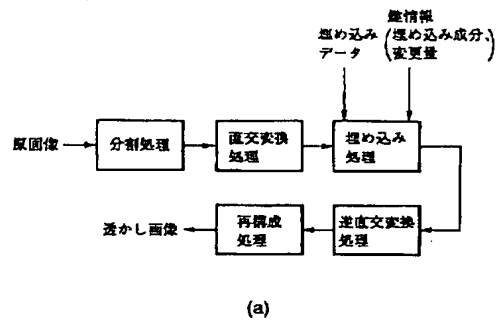 鍵情報
埋め込み
(埋め込み成分、
データ
変更量)
原画像
分割処理
直交変換
処理
埋め込み
処理
透かし画像
再構成
処理
逆直交変換
処理
(a)